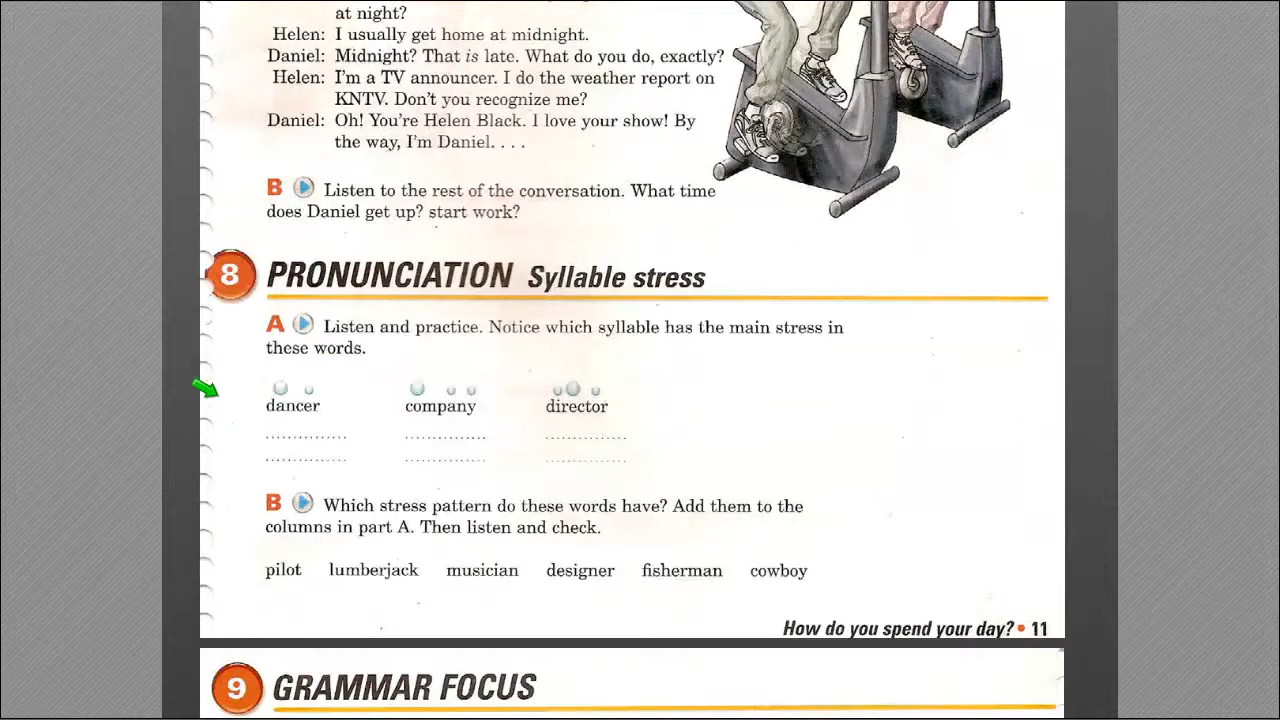 at night?
Helen: I usually get home at midnight.
Daniel: Midnight? That is late. What do you do, exactly?
Helen: I'm a TV announcer. I do the weather report on
KNTV. Don't you recognize me?
Daniel: Oh! You're Helen Black. I love your show! By
the way, I'm Daniel. . . .
B Listen to the rest of the conversation. What time
does Daniel get up? start work?
8 PRONUNCIATION Syllable stress
A Listen and practice. Notice which syllable has the main stress in
these words.
dancer company director
B Which stress pattern do these words have? Add them to the
columns in part A. Then listen and check.
pilot lumberjack musician designer fisherman cowboy
How do you spend your day? • 11
9 GRAMMAR FOCUS